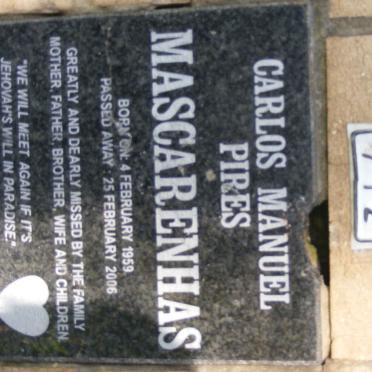 CARLOS MANUEL
PIRES
MASCARENHAS
BORN ON: 4 FEBRUARY 1959
PASSED AWAY: 25 FEBRUARY 2006
GREATLY AND DEARLY MISSED BY THE FAMILY
MOTHER, FATHER, BROTHER, WIFE AND CHILDREN.
"WE WILL MEET AGAIN IF IT'S
JEHOVAH'S WILL IN PARADISE"